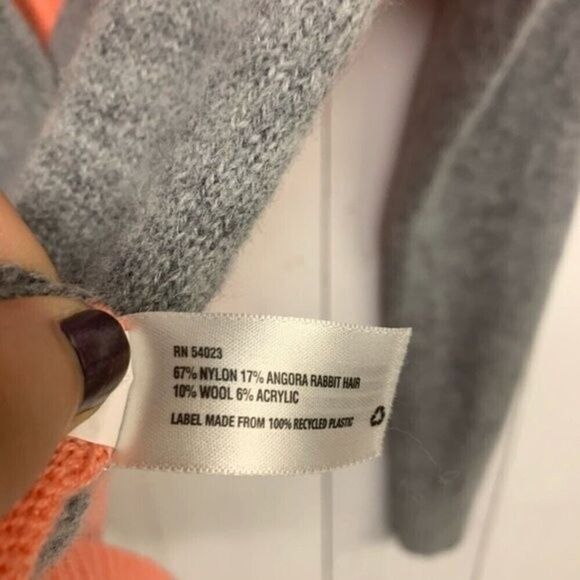 RN 54023
67% NYLON 17% ANGORA RABBIT HAIR
10% WOOL 6% ACRYLIC
LABEL MADE FROM 100% RECYCLED PLASTIC